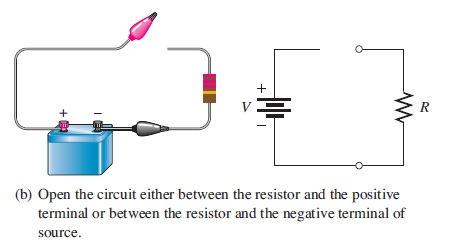 + −
+
V
−
R
(b) Open the circuit either between the resistor and the positive
terminal or between the resistor and the negative terminal of
source.